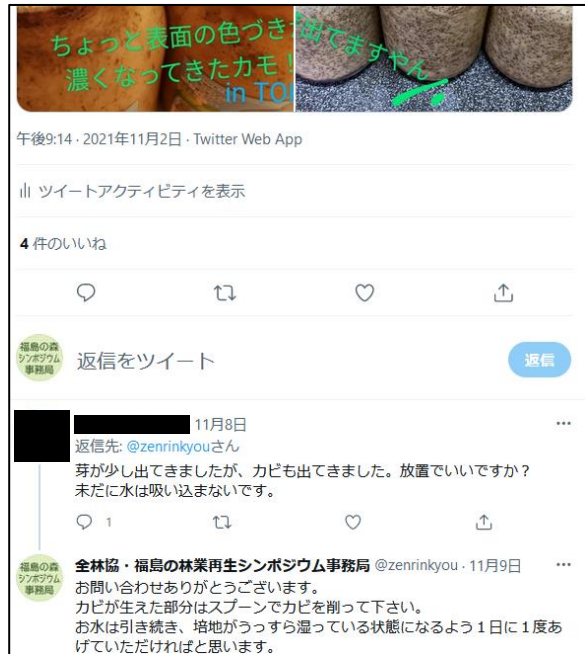 ちょっと表面の色づきが
濃くなってきたカモ!
in TO
出てますやん
午後9:14 · 2021年11月2日 · Twitter Web App
ツイートアクティビティを表示
4 件のいいね
福島の森
シンポジウム
事務局
返信をツイート
返信
11月8日
返信先: @zenrinkyouさん
芽が少し出てきましたが、カビも出てきました。放置でいいですか?
未だに水は吸い込まないです。
1
福島の森
シンポジウム
事務局
全林協・福島の林業再生シンポジウム事務局 @zenrinkyou · 11月9日
お問い合わせありがとうございます。
カビが生えた部分はスプーンでカビを削って下さい。
お水は引き続き、培地がうっすら湿っている状態になるよう1日に1度あ
げていただければと思います。